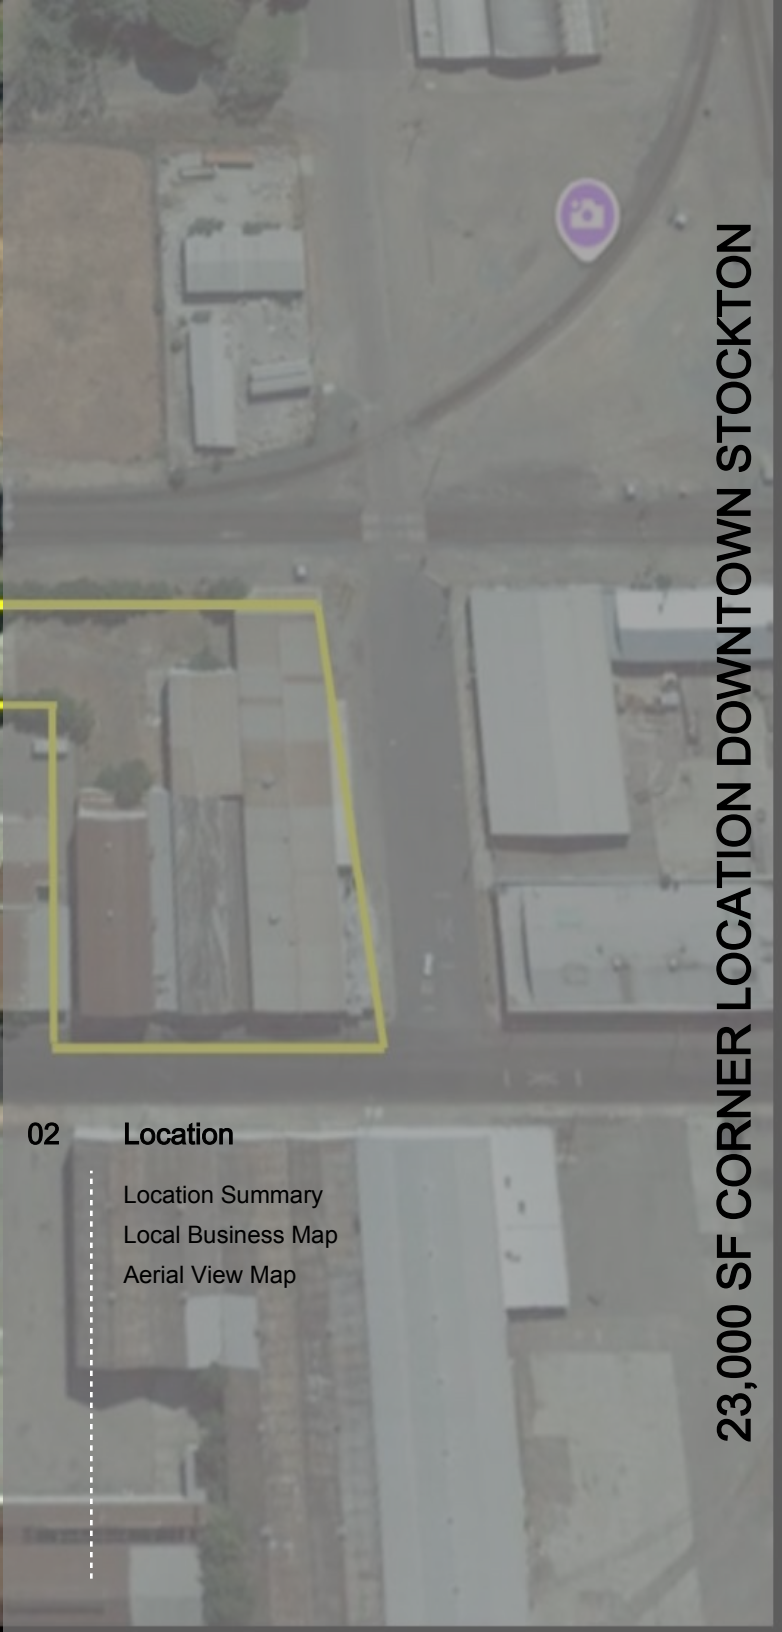 23,000 SF CORNER LOCATION DOWNTOWN STOCKTON
02 Location
Location Summary
Local Business Map
Aerial View Map